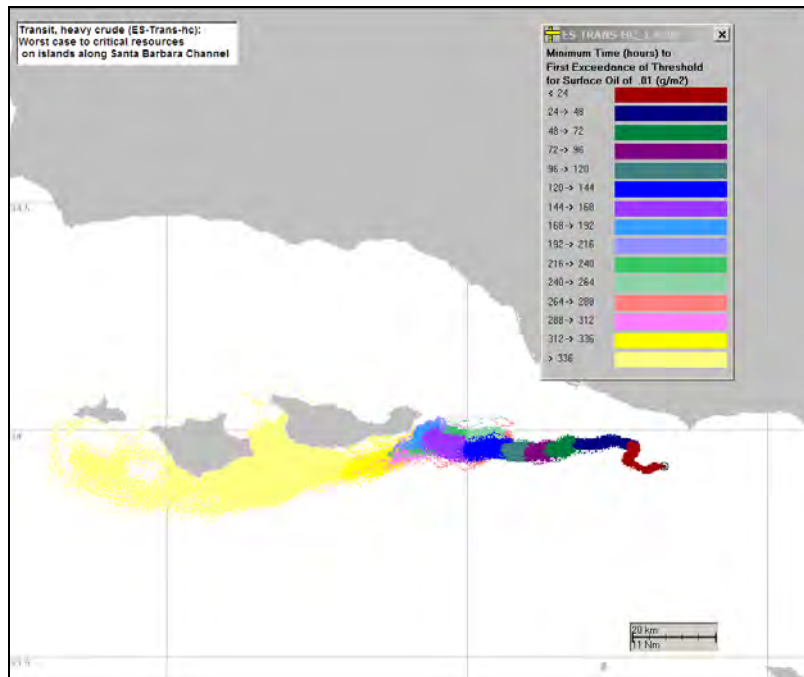 Transit, heavy crude (ES-Trans-hc):
Worst case to critical resources
on islands along Santa Barbara Channel
Minimum Time (hours) to
First Exceedance of Threshold
for Surface Oil of .01 (g/m2)
< 24
24-> 48
48-> 72
72-> 96
96-> 120
120-> 144
144-> 168
168-> 192
192-> 216
216-> 240
240-> 264
264-> 288
288-> 312
312-> 336
> 336
20 km
11 Nm